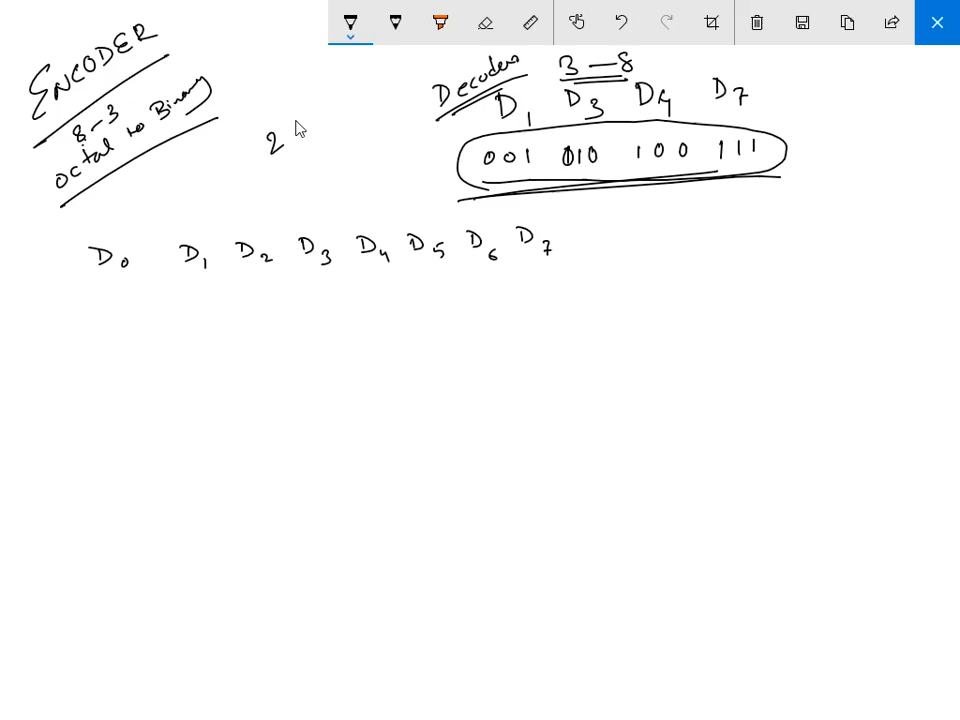 ENCODER
8-3
octal to Binary
2
Decoders 3-8
D1 D3 D4 D7
001 010 100 111
D0 D1 D2 D3 D4 D5 D6 D7